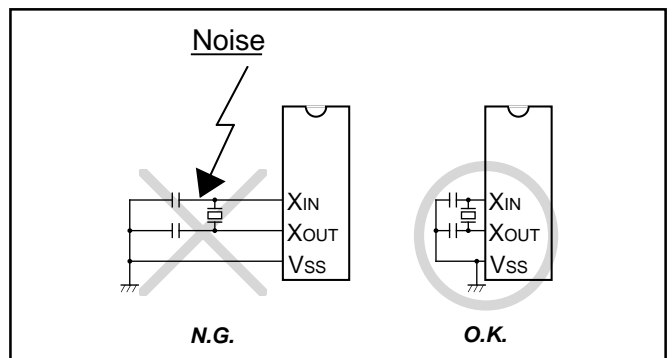 Noise
XIN
XOUT
VSS
XIN
XOUT
VSS
N.G.
O.K.